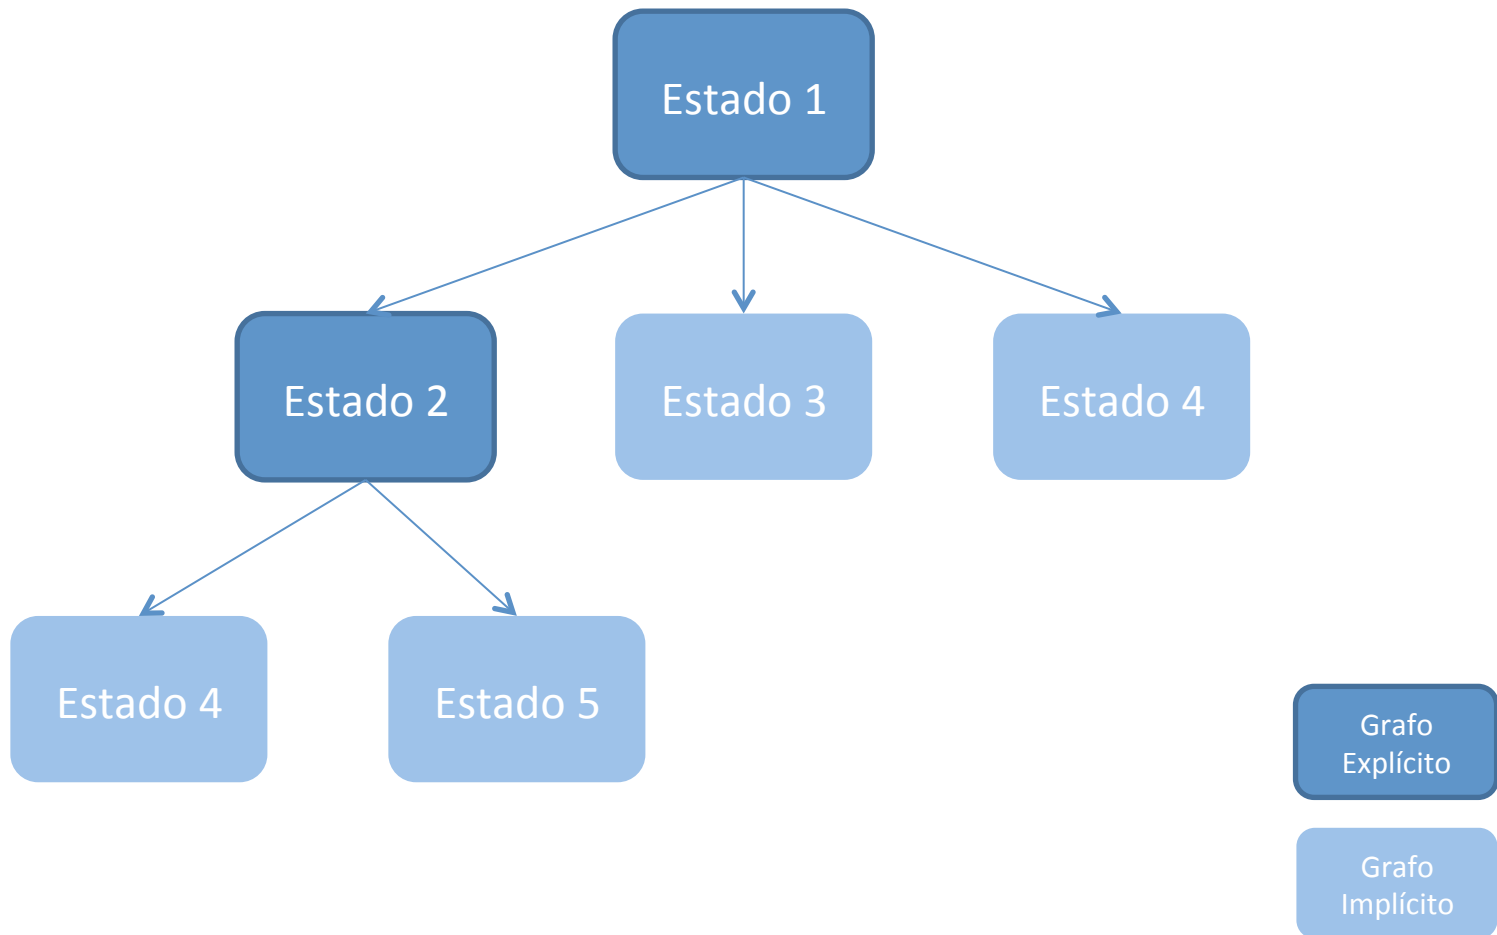 Estado 1
Estado 2
Estado 3
Estado 4
Estado 4
Estado 5
Grafo
Explícito
Grafo
Implícito